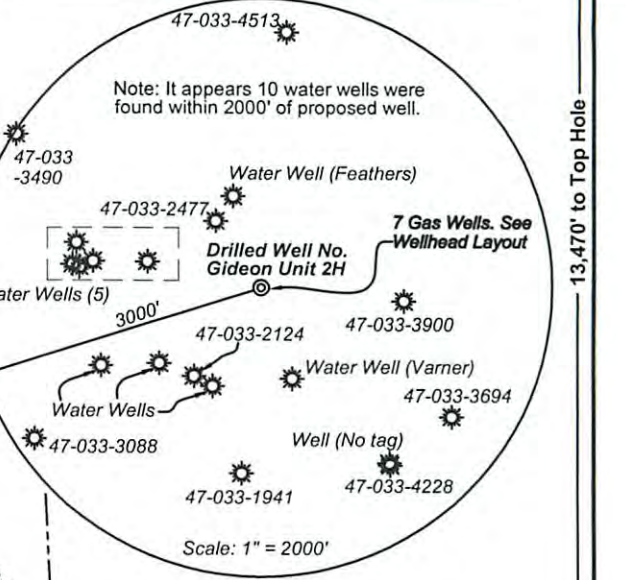 47-033-4513
Note: It appears 10 water wells were
found within 2000' of proposed well.
47-033
-3490
Water Well (Feathers)
47-033-2477
7 Gas Wells. See
Wellhead Layout
Drilled Well No.
Gideon Unit 2H
ater Wells (5)
3000'
47-033-3900
47-033-2124
Water Well (Varner)
47-033-3694
Water Wells
47-033-3088
Well (No tag)
47-033-4228
47-033-1941
Scale: 1" = 2000'
13,470' to Top Hole